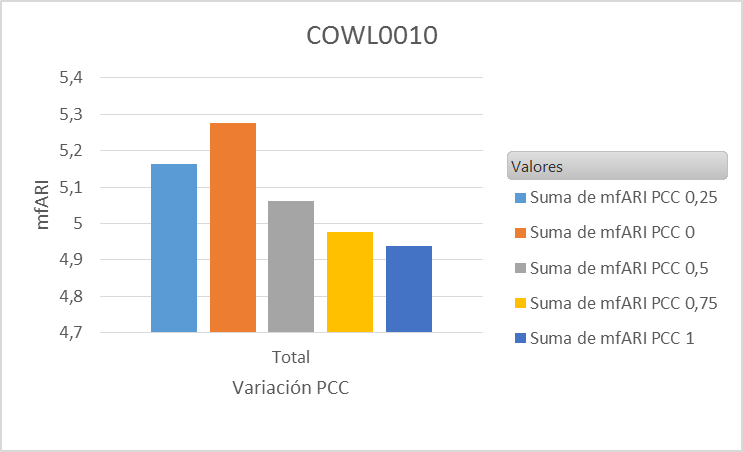 COWL0010
5,4
5,3
5,2
5,1
5
4,9
4,8
4,7
mfARI
Total
Variación PCC
Valores
Suma de mfARI PCC 0,25
Suma de mfARI PCC 0
Suma de mfARI PCC 0,5
Suma de mfARI PCC 0,75
Suma de mfARI PCC 1